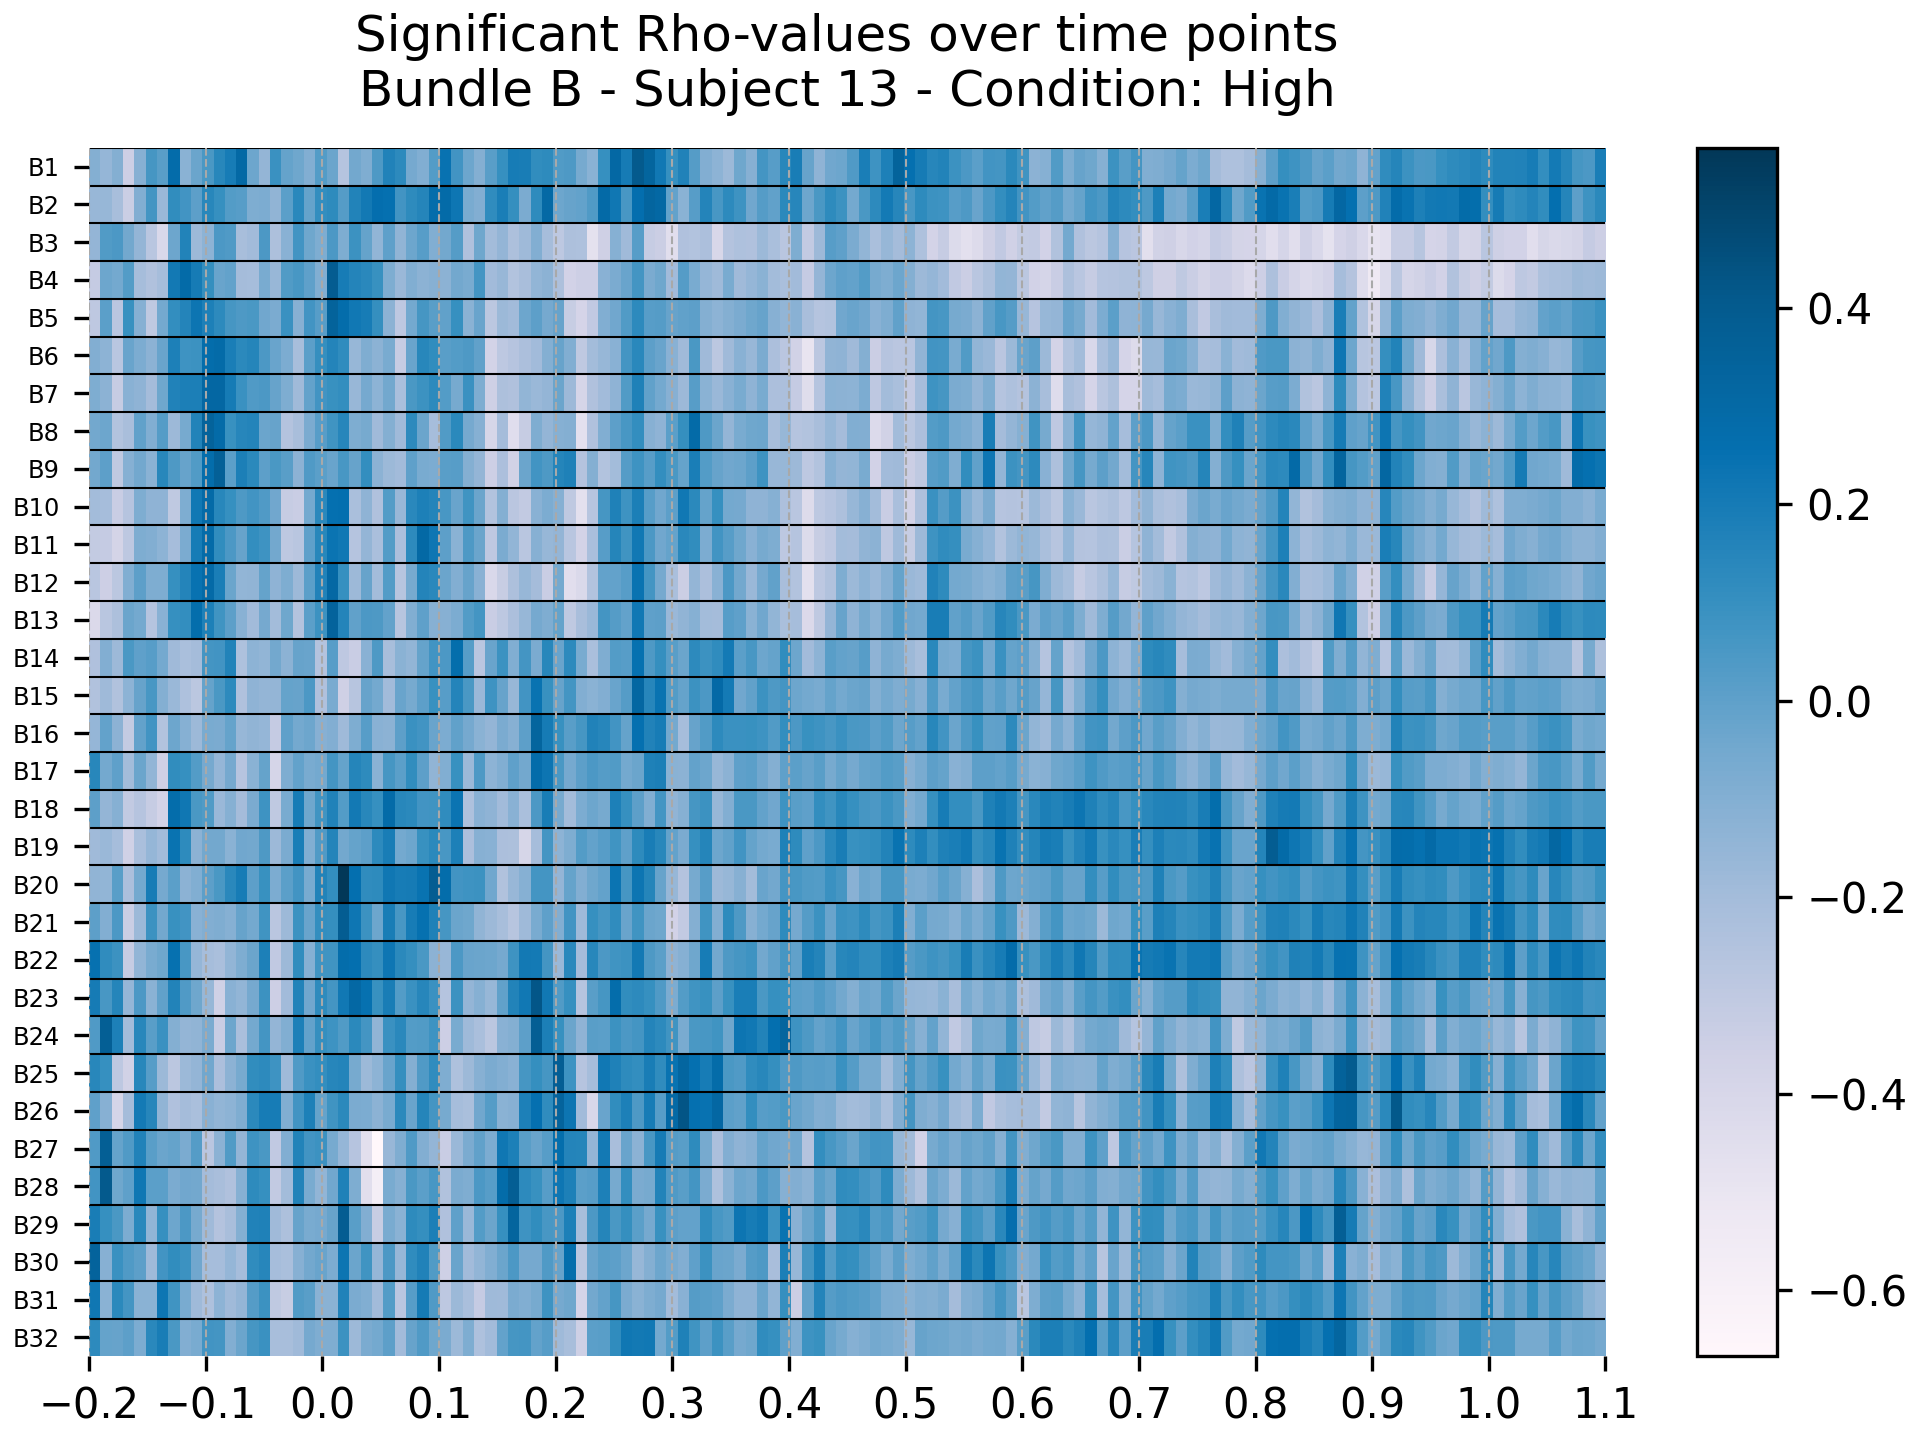 Significant Rho-values over time points
Bundle B - Subject 13 - Condition: High
B1
B2
B3
B4
B5
B6
B7
B8
B9
B10
B11
B12
B13
B14
B15
B16
B17
B18
B19
B20
B21
B22
B23
B24
B25
B26
B27
B28
B29
B30
B31
B32
−0.2 −0.1 0.0 0.1 0.2 0.3 0.4 0.5 0.6 0.7 0.8 0.9 1.0 1.1
0.4
0.2
0.0
−0.2
−0.4
−0.6